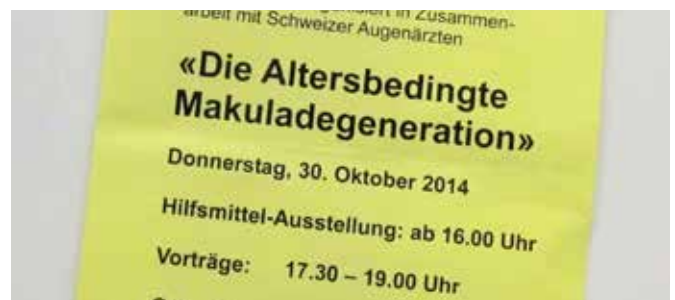 in Zusammen-
arbeit mit Schweizer Augenärzten
«Die Altersbedingte
Makuladegeneration»
Donnerstag, 30. Oktober 2014
Hilfsmittel-Ausstellung: ab 16.00 Uhr
Vorträge: 17.30 – 19.00 Uhr